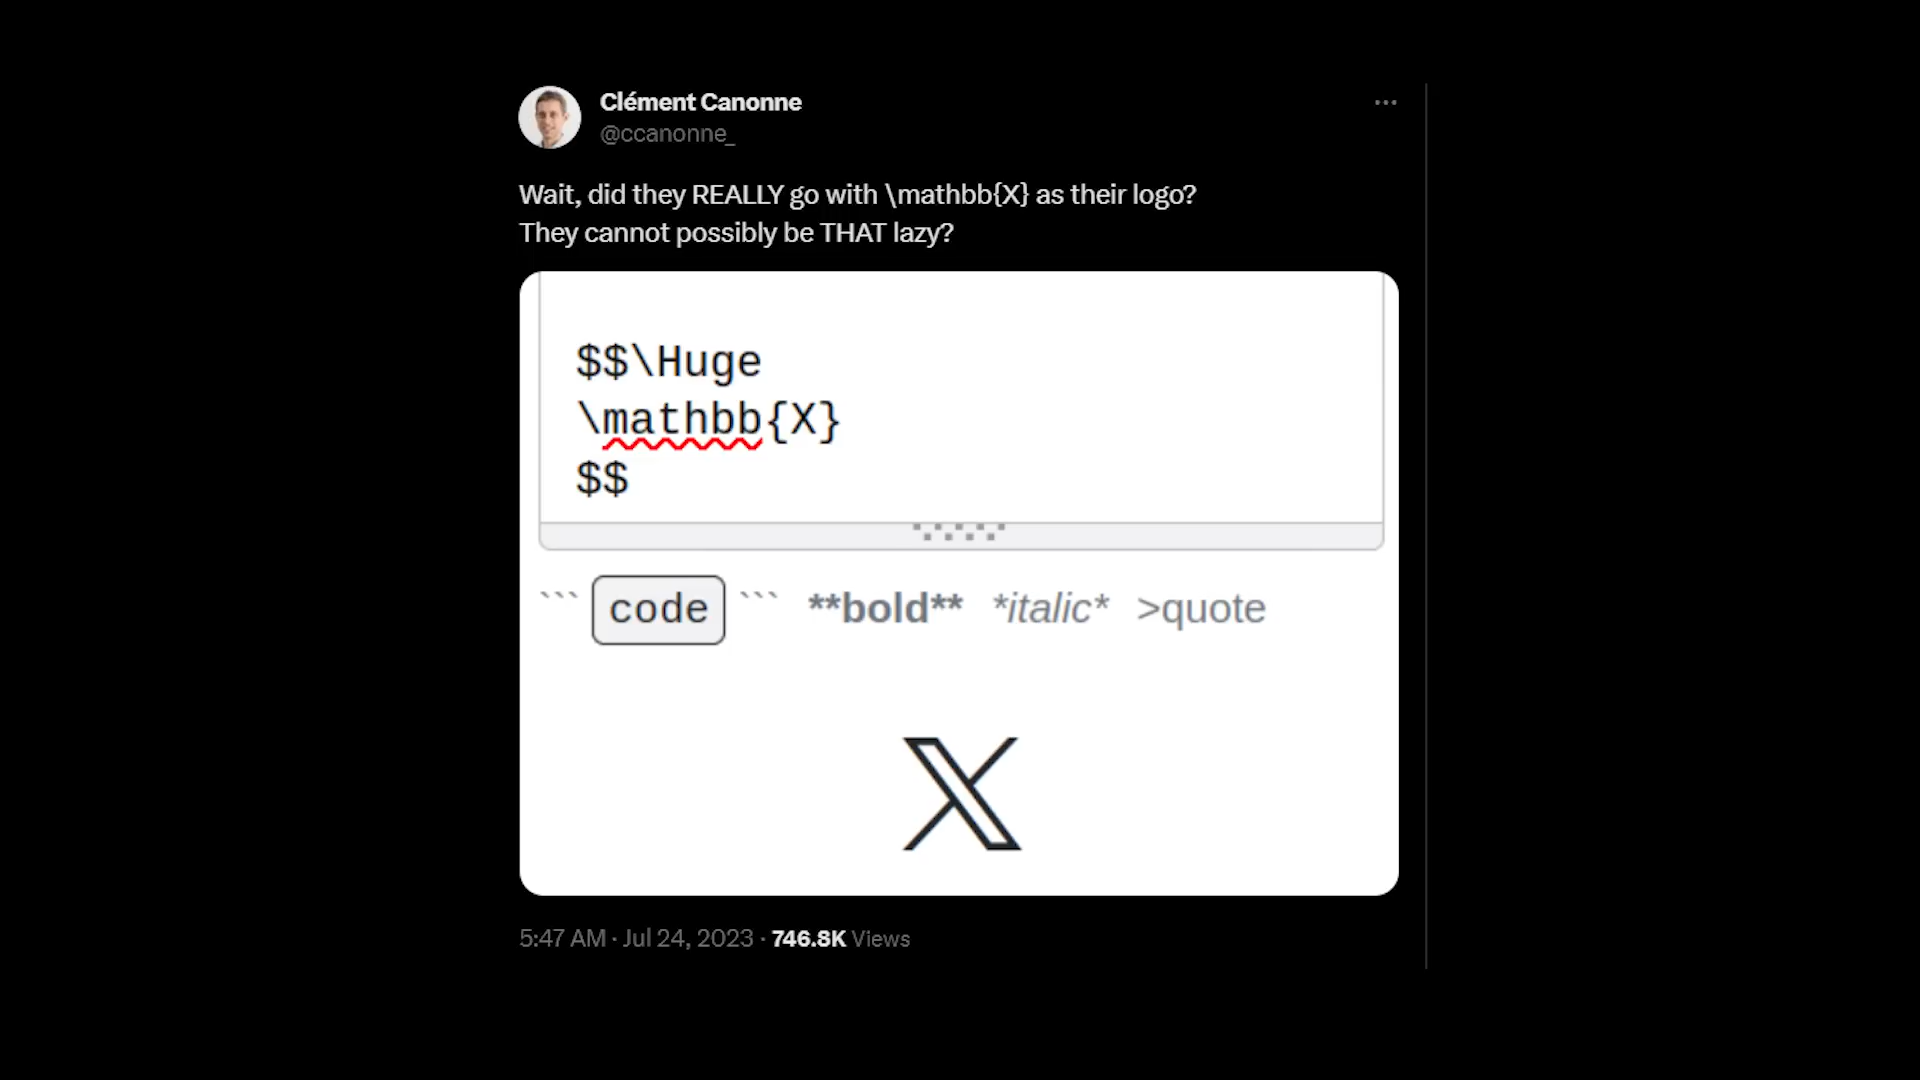 Clément Canonne
@ccanonne_
Wait, did they REALLY go with \mathbb{X} as their logo?
They cannot possibly be THAT lazy?
$$\Huge
\mathbb{X}
$$
``` code ``` **bold** *italic* >quote
𝕏
5:47 AM · Jul 24, 2023 · 746.8K Views